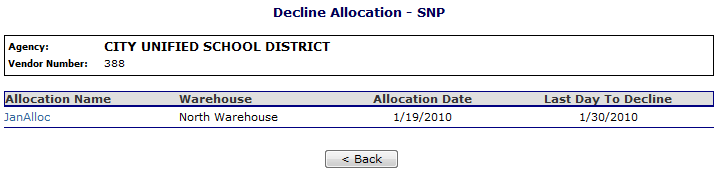 Decline Allocation - SNP
Agency: CITY UNIFIED SCHOOL DISTRICT
Vendor Number: 388
Allocation Name Warehouse Allocation Date Last Day To Decline
JanAlloc North Warehouse 1/19/2010 1/30/2010
< Back